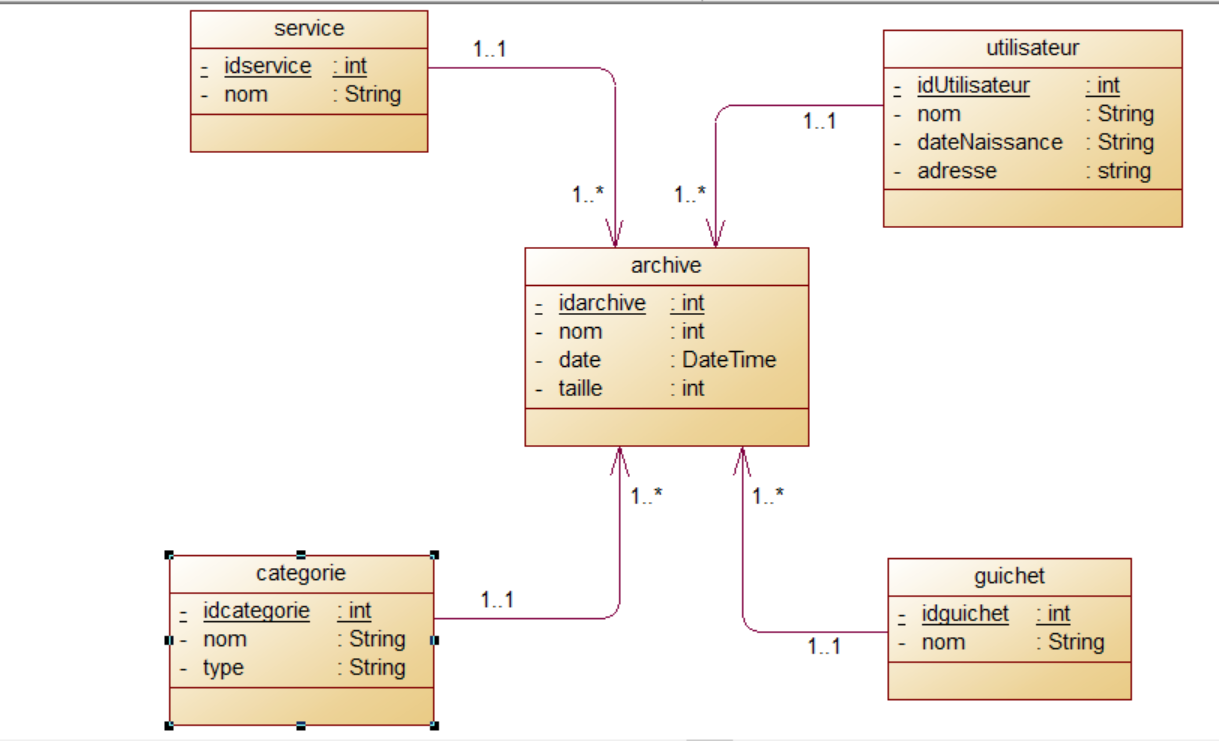 service
- idservice : int
- nom : String
1..1
1..*
utilisateur
- idUtilisateur : int
- nom : String
- dateNaissance : String
- adresse : string
1..1
1..*
archive
- idarchive : int
- nom : int
- date : DateTime
- taille : int
1..*
1..*
categorie
- idcategorie : int
- nom : String
- type : String
1..1
guichet
- idguichet : int
- nom : String
1..1